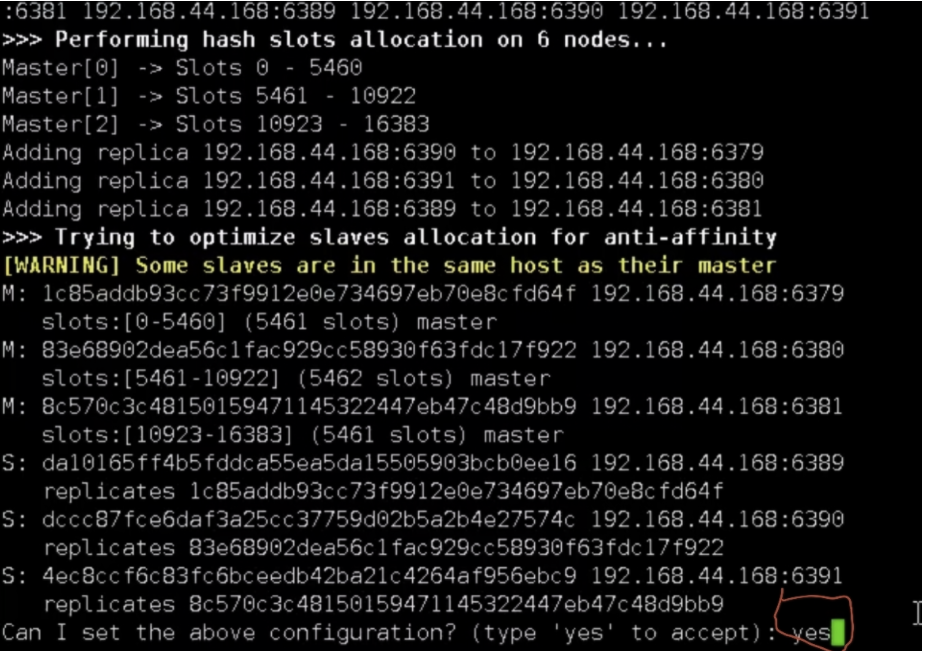 :6381 192.168.44.168:6389 192.168.44.168:6390 192.168.44.168:6391
>>> Performing hash slots allocation on 6 nodes...
Master[0] -> Slots 0 - 5460
Master[1] -> Slots 5461 - 10922
Master[2] -> Slots 10923 - 16383
Adding replica 192.168.44.168:6390 to 192.168.44.168:6379
Adding replica 192.168.44.168:6391 to 192.168.44.168:6380
Adding replica 192.168.44.168:6389 to 192.168.44.168:6381
>>> Trying to optimize slaves allocation for anti-affinity
[WARNING] Some slaves are in the same host as their master
M: 1c85addb93cc73f9912e0e734697eb70e8cfd64f 192.168.44.168:6379
   slots:[0-5460] (5461 slots) master
M: 83e68902dea56c1fac929cc58930f63fdc17f922 192.168.44.168:6380
   slots:[5461-10922] (5462 slots) master
M: 8c570c3c48150159471145322447eb47c48d9bb9 192.168.44.168:6381
   slots:[10923-16383] (5461 slots) master
S: da10165ff4b5fddca55ea5da15505903bcb0ee16 192.168.44.168:6389
   replicates 1c85addb93cc73f9912e0e734697eb70e8cfd64f
S: dccc87fce6daf3a25cc37759d02b5a2b4e27574c 192.168.44.168:6390
   replicates 83e68902dea56c1fac929cc58930f63fdc17f922
S: 4ec8ccf6c83fc6bceedb42ba21c4264af956ebc9 192.168.44.168:6391
   replicates 8c570c3c48150159471145322447eb47c48d9bb9
Can I set the above configuration? (type 'yes' to accept): yes